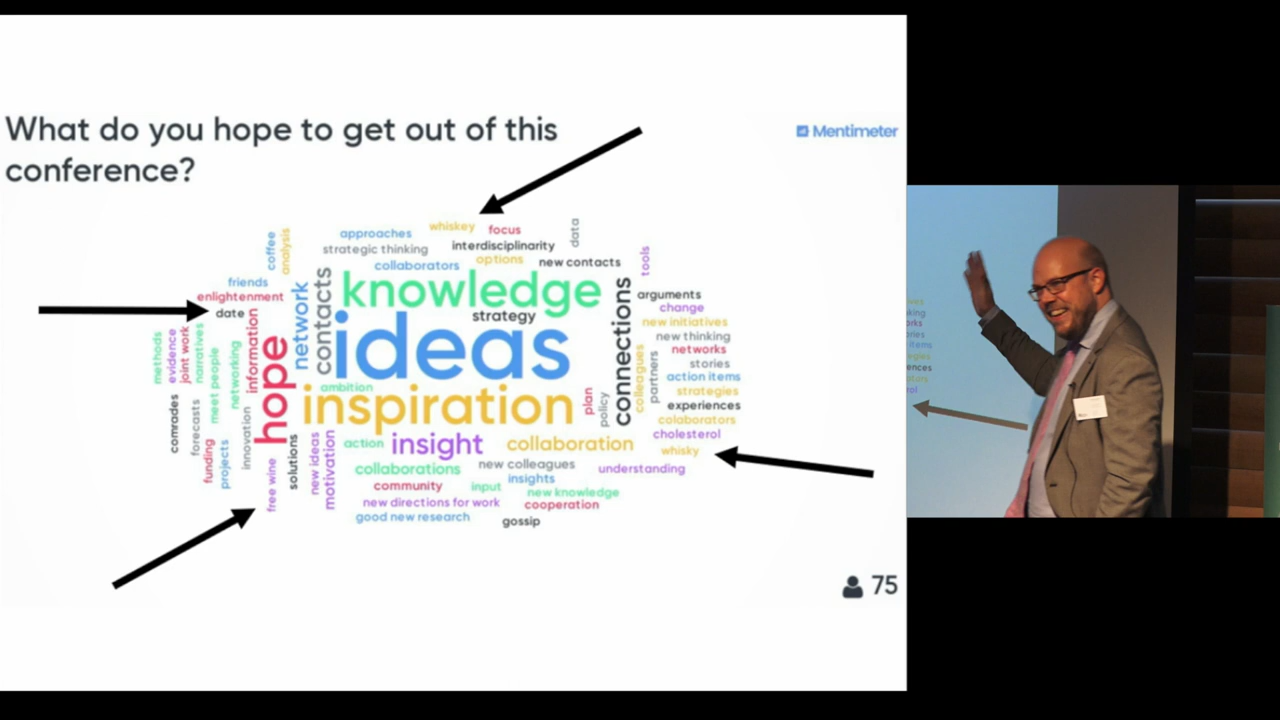 What do you hope to get out of this
conference?
Mentimeter
whiskey
focus
data
approaches
coffee
analysis
strategic thinking
interdisciplinarity
tools
collaborators
options
new contacts
friends
enlightenment
date
network
contacts
knowledge
connections
arguments
change
strategy
new initiatives
new thinking
methods
evidence
joint work
narratives
meet people
networking
information
hope
ideas
networks
stories
colleagues
partners
action items
ambition
strategies
inspiration
plan
policy
experiences
colaborators
comrades
forecasts
innovation
cholesterol
action
insight
collaboration
whisky
funding
projects
free wine
solutions
new ideas
motivation
collaborations
new colleagues
understanding
insights
community
input
new knowledge
new directions for work
cooperation
good new research
gossip
75